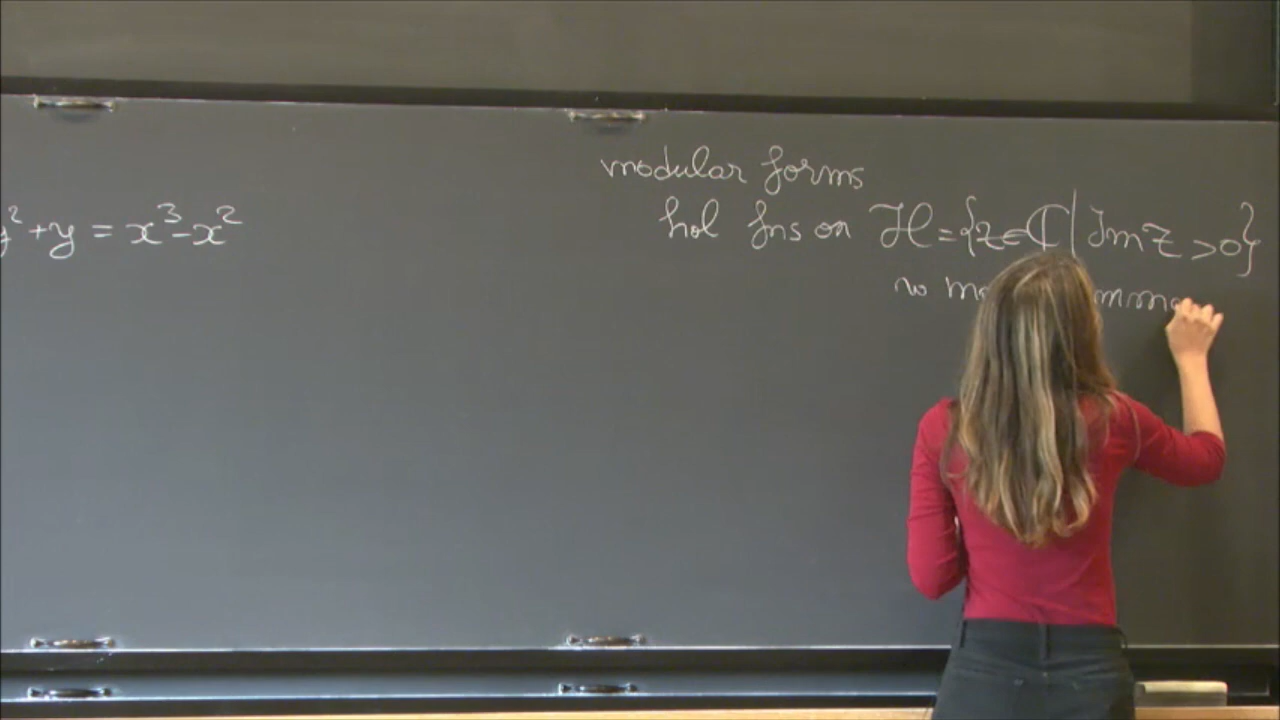 y² + y = x³ - x²
modular forms
hol fns on ℋ = {z ∈ ℂ | Im z > 0}
w